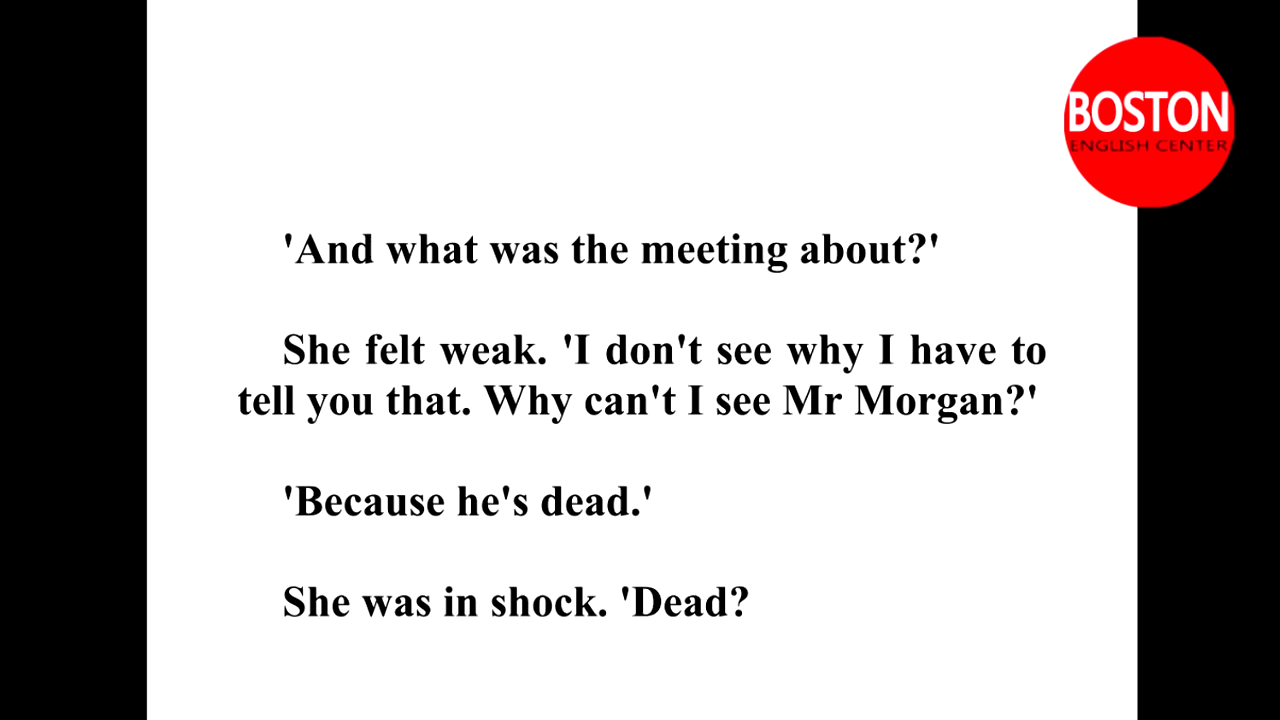 BOSTON
ENGLISH CENTER
'And what was the meeting about?'
She felt weak. 'I don't see why I have to
tell you that. Why can't I see Mr Morgan?'
'Because he's dead.'
She was in shock. 'Dead?